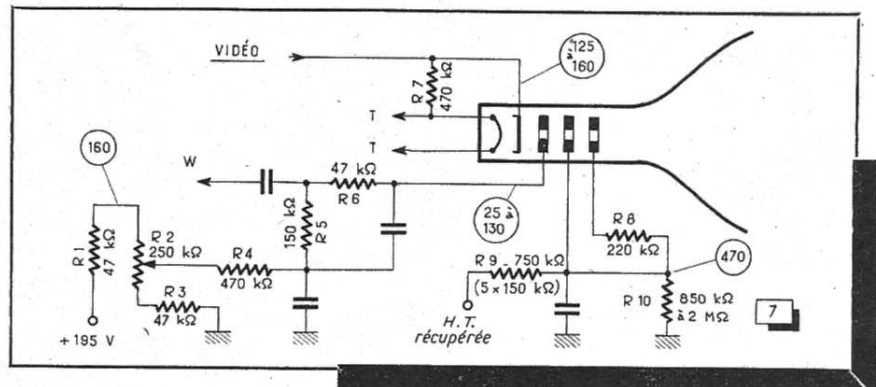 VIDÉO
125
à
160
R 7
470 kΩ
T
T
W
160
47 kΩ
R 6
150 kΩ
R 5
25 à
130
R 1
47 kΩ
R 2
250 kΩ
R 4
470 kΩ
R 3
47 kΩ
+195 V
R 8
220 kΩ
470
R 9 _ 750 kΩ
(5 × 150 kΩ)
R 10
850 kΩ
à 2 MΩ
H.T.
récupérée
7